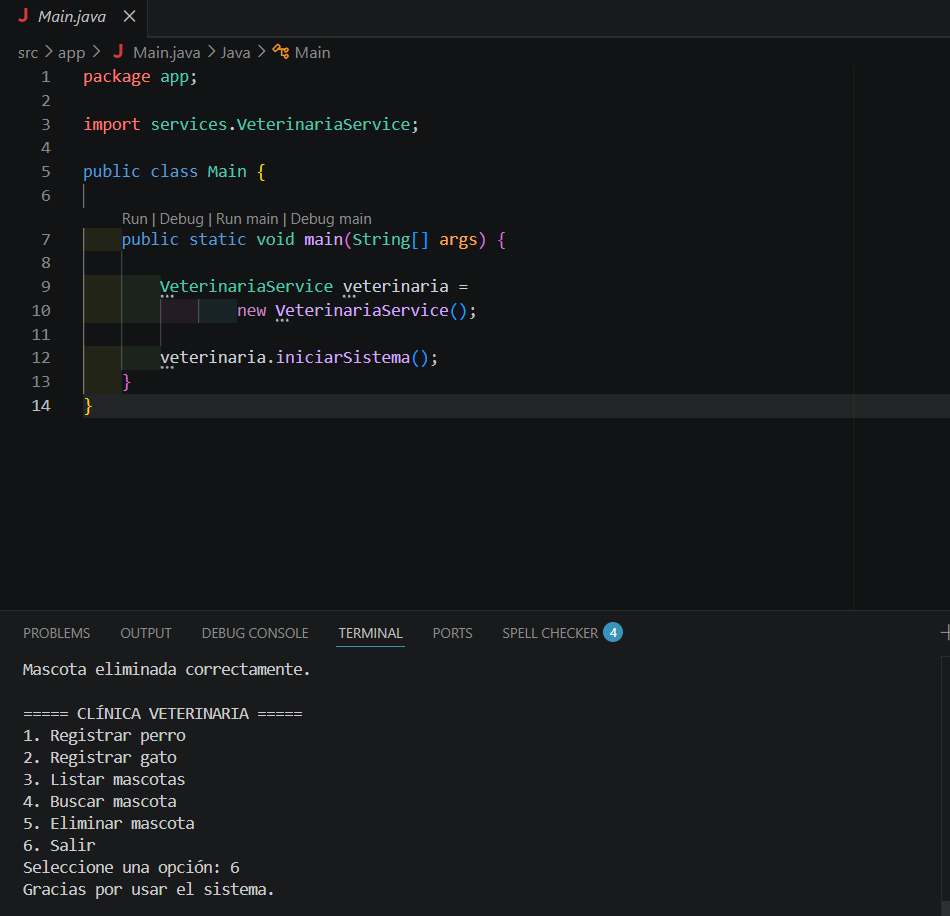 Main.java
src > app > Main.java > Java > Main
1 package app;
2
3 import services.VeterinariaService;
4
5 public class Main {
6
Run | Debug | Run main | Debug main
7 public static void main(String[] args) {
8
9 VeterinariaService veterinaria =
10 new VeterinariaService();
11
12 veterinaria.iniciarSistema();
13 }
14 }
PROBLEMS OUTPUT DEBUG CONSOLE TERMINAL PORTS SPELL CHECKER 4
Mascota eliminada correctamente.
===== CLÍNICA VETERINARIA =====
1. Registrar perro
2. Registrar gato
3. Listar mascotas
4. Buscar mascota
5. Eliminar mascota
6. Salir
Seleccione una opción: 6
Gracias por usar el sistema.